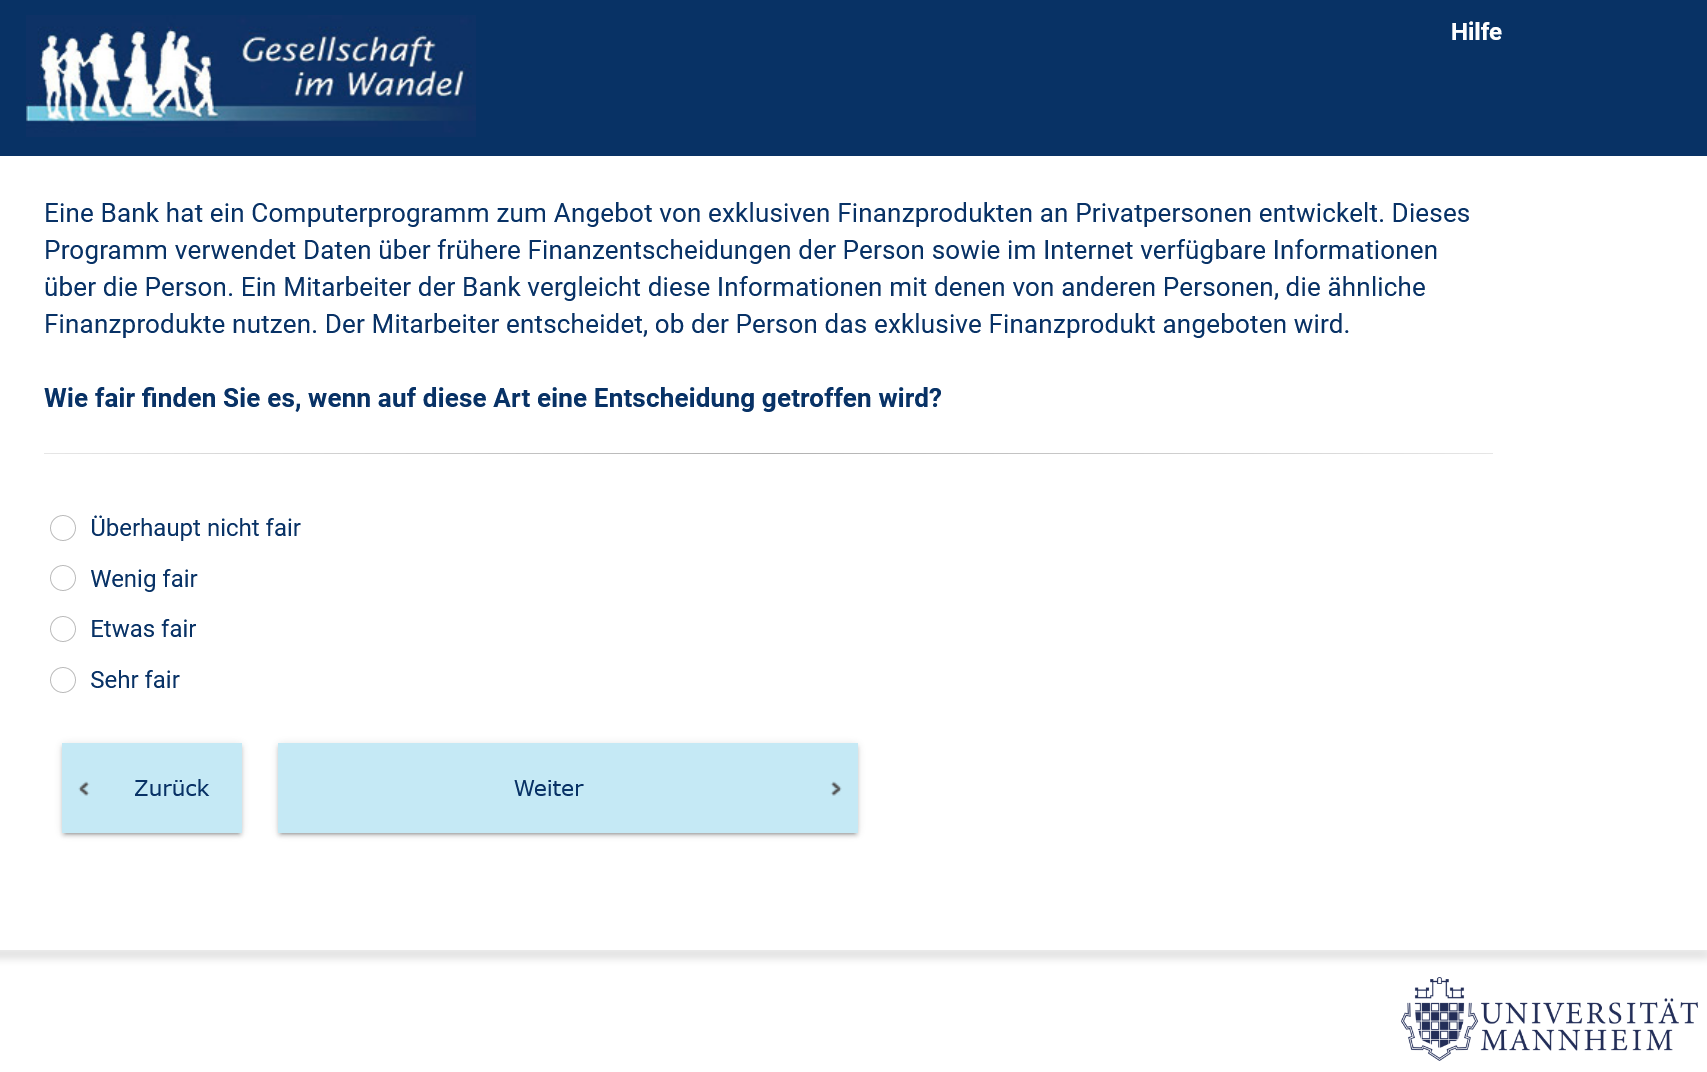 Gesellschaft
im Wandel
Hilfe
Eine Bank hat ein Computerprogramm zum Angebot von exklusiven Finanzprodukten an Privatpersonen entwickelt. Dieses
Programm verwendet Daten über frühere Finanzentscheidungen der Person sowie im Internet verfügbare Informationen
über die Person. Ein Mitarbeiter der Bank vergleicht diese Informationen mit denen von anderen Personen, die ähnliche
Finanzprodukte nutzen. Der Mitarbeiter entscheidet, ob der Person das exklusive Finanzprodukt angeboten wird.
Wie fair finden Sie es, wenn auf diese Art eine Entscheidung getroffen wird?
Überhaupt nicht fair
Wenig fair
Etwas fair
Sehr fair
Zurück
Weiter
UNIVERSITÄT
MANNHEIM